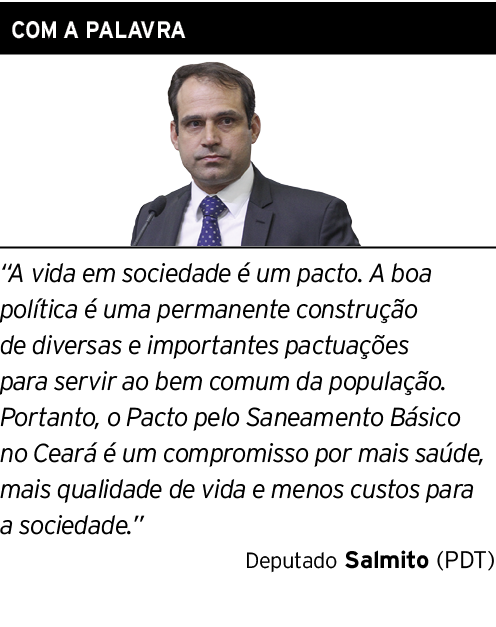 COM A PALAVRA
“A vida em sociedade é um pacto. A boa
política é uma permanente construção
de diversas e importantes pactuações
para servir ao bem comum da população.
Portanto, o Pacto pelo Saneamento Básico
no Ceará é um compromisso por mais saúde,
mais qualidade de vida e menos custos para
a sociedade.”
Deputado Salmito (PDT)